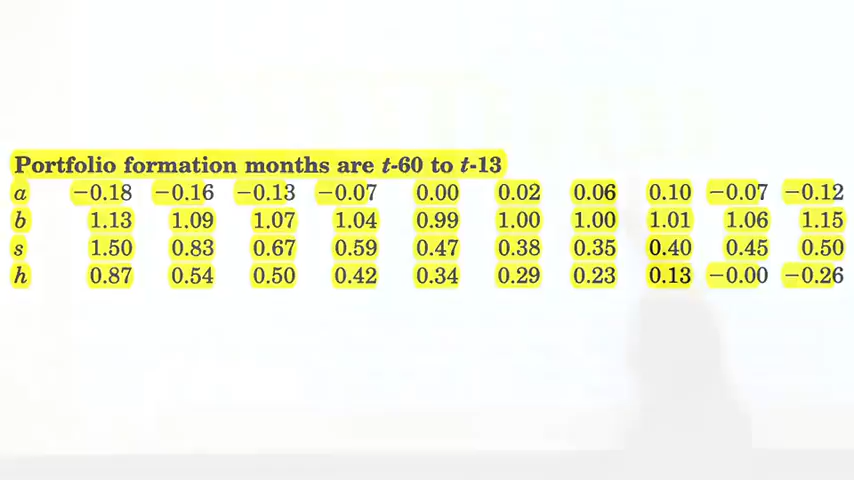 Portfolio formation months are t-60 to t-13
a −0.18 −0.16 −0.13 −0.07 0.00 0.02 0.06 0.10 −0.07 −0.12
b 1.13 1.09 1.07 1.04 0.99 1.00 1.00 1.01 1.06 1.15
s 1.50 0.83 0.67 0.59 0.47 0.38 0.35 0.40 0.45 0.50
h 0.87 0.54 0.50 0.42 0.34 0.29 0.23 0.13 −0.00 −0.26